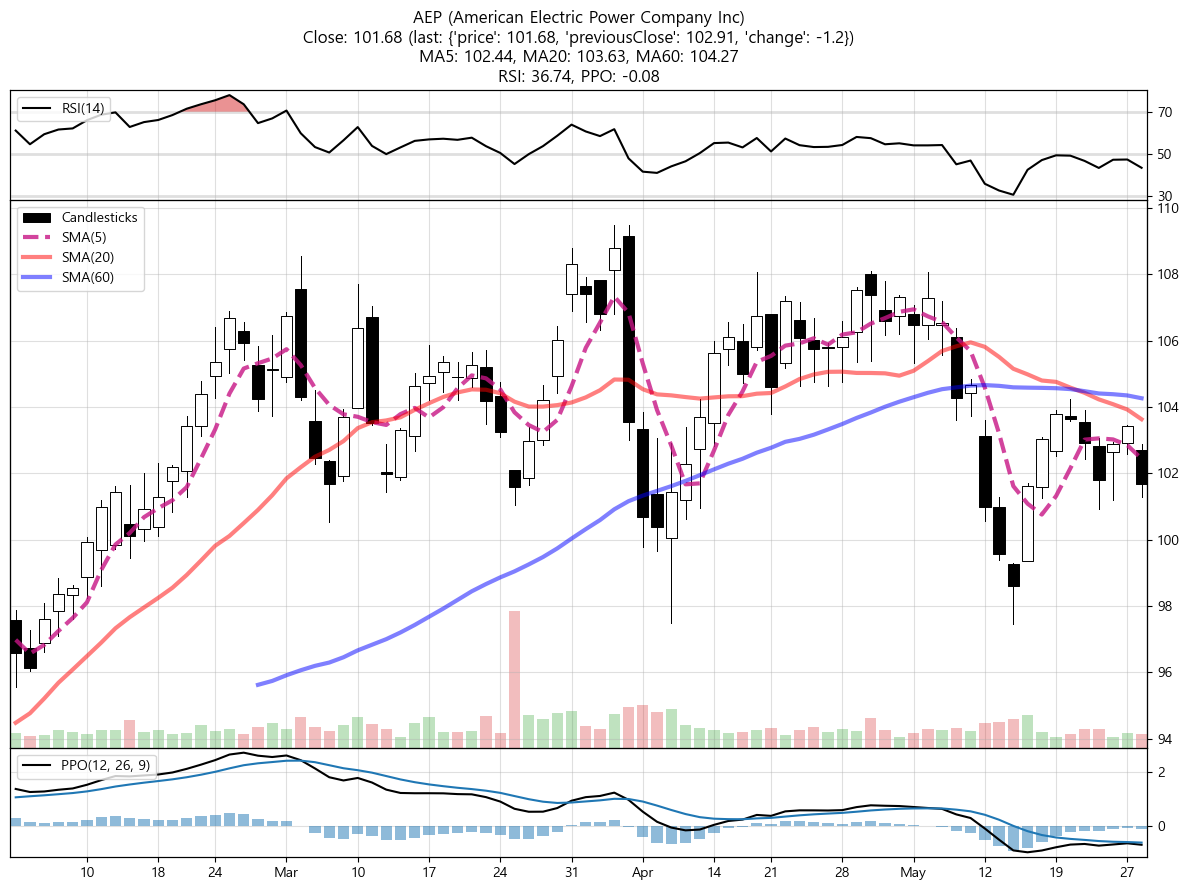 AEP (American Electric Power Company Inc)
Close: 101.68 (last: {'price': 101.68, 'previousClose': 102.91, 'change': -1.2})
MA5: 102.44, MA20: 103.63, MA60: 104.27
RSI: 36.74, PPO: -0.08
RSI(14)
70
50
30
Candlesticks
SMA(5)
SMA(20)
SMA(60)
110
108
106
104
102
100
98
96
94
PPO(12, 26, 9)
2
0
10 18 24 Mar 10 17 24 31 Apr 14 21 28 May 12 19 27